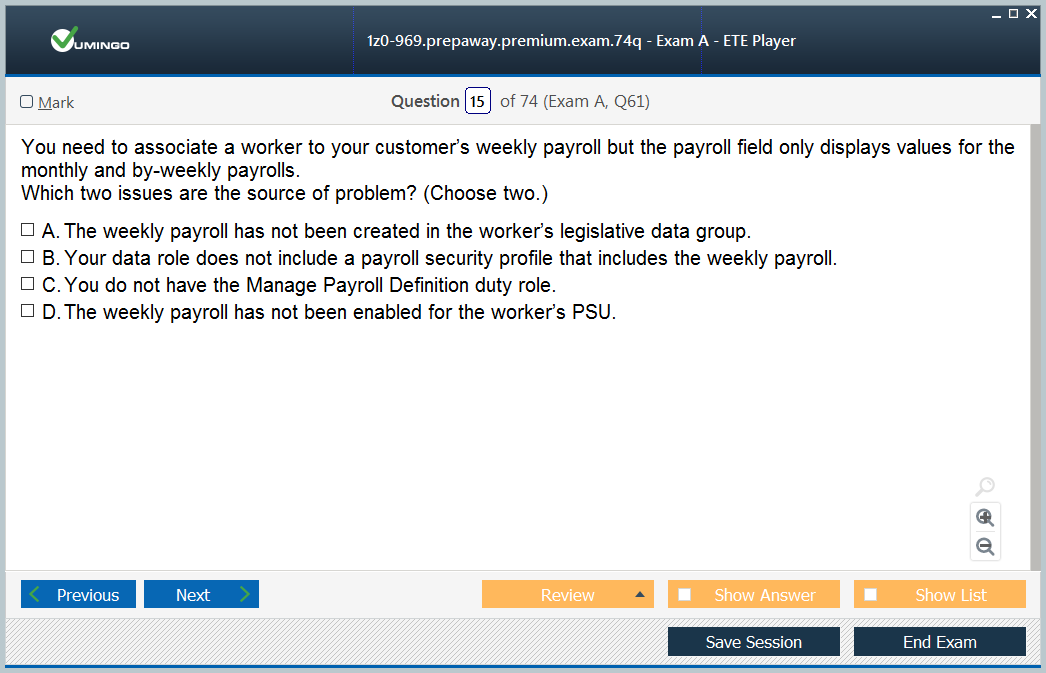 VUMINGO
1z0-969.prepaway.premium.exam.74q - Exam A - ETE Player
Mark
Question 15 of 74 (Exam A, Q61)
You need to associate a worker to your customer's weekly payroll but the payroll field only displays values for the
monthly and by-weekly payrolls.
Which two issues are the source of problem? (Choose two.)
A. The weekly payroll has not been created in the worker's legislative data group.
B. Your data role does not include a payroll security profile that includes the weekly payroll.
C. You do not have the Manage Payroll Definition duty role.
D. The weekly payroll has not been enabled for the worker's PSU.
Previous
Next
Review
Show Answer
Show List
Save Session
End Exam